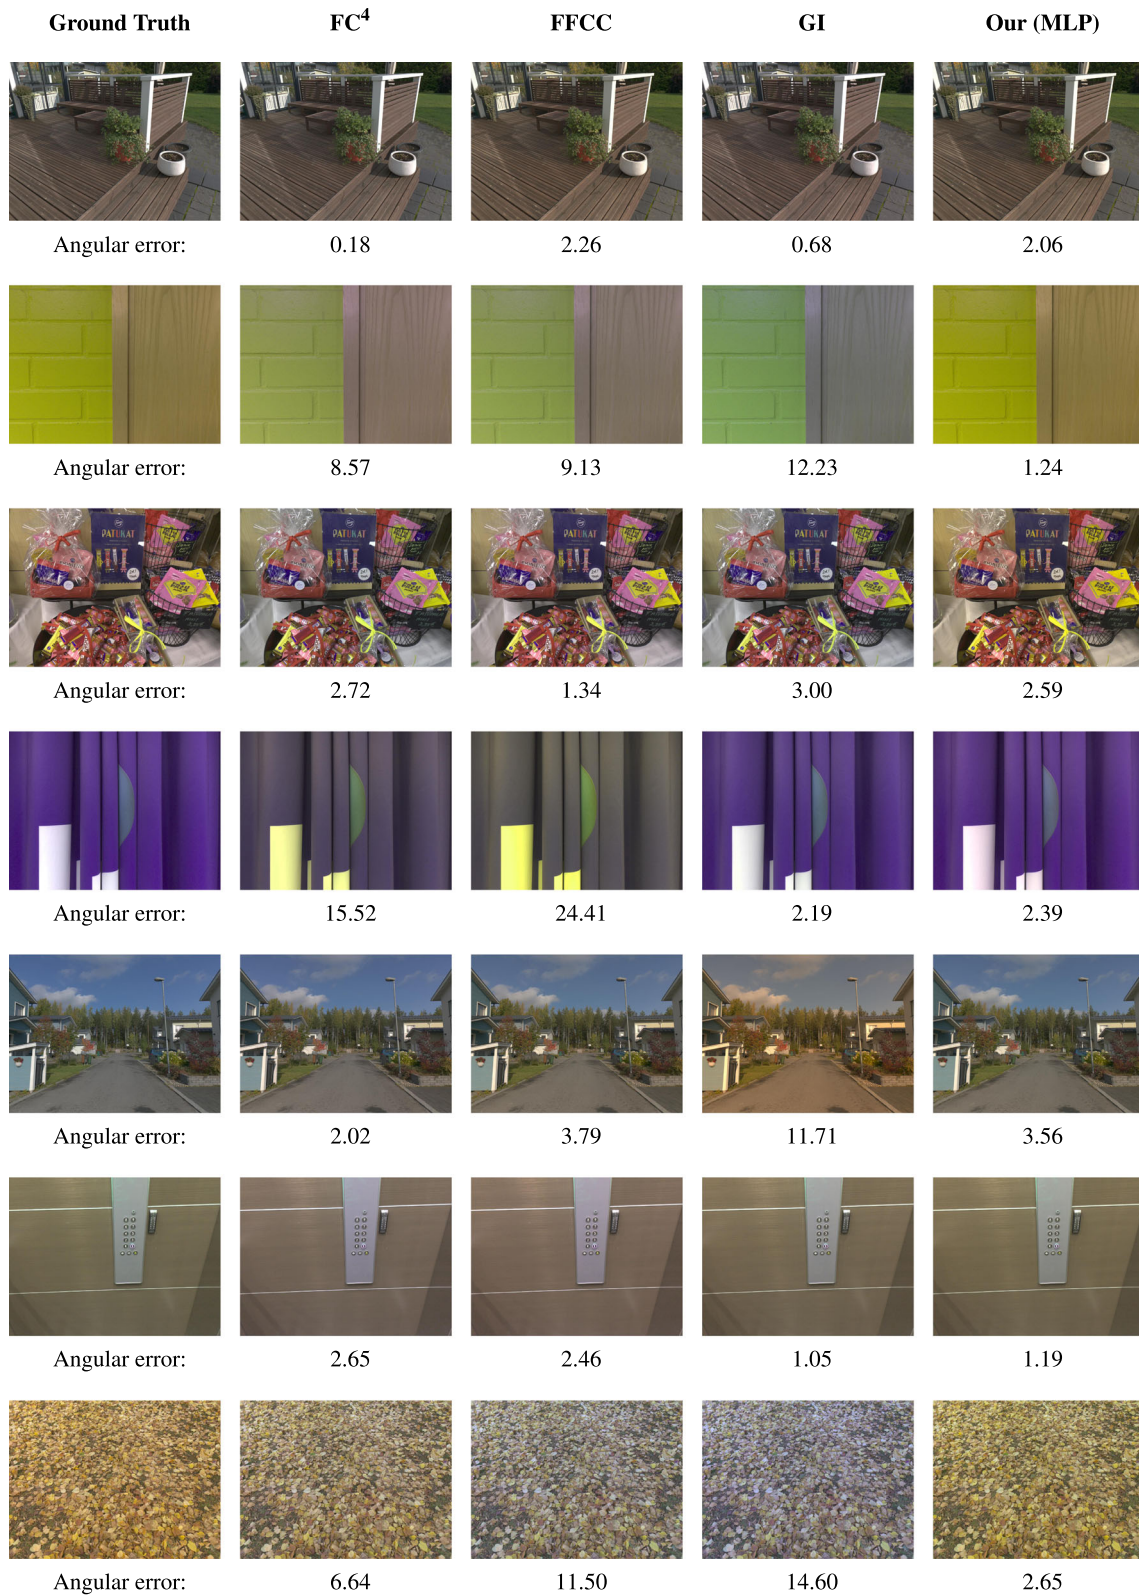 Ground Truth FC⁴ FFCC GI Our (MLP)
Angular error: 0.18 2.26 0.68 2.06
Angular error: 8.57 9.13 12.23 1.24
PATUKAT PATUKAT PATUKAT PATUKAT PATUKAT
Angular error: 2.72 1.34 3.00 2.59
Angular error: 15.52 24.41 2.19 2.39
Angular error: 2.02 3.79 11.71 3.56
Angular error: 2.65 2.46 1.05 1.19
Angular error: 6.64 11.50 14.60 2.65